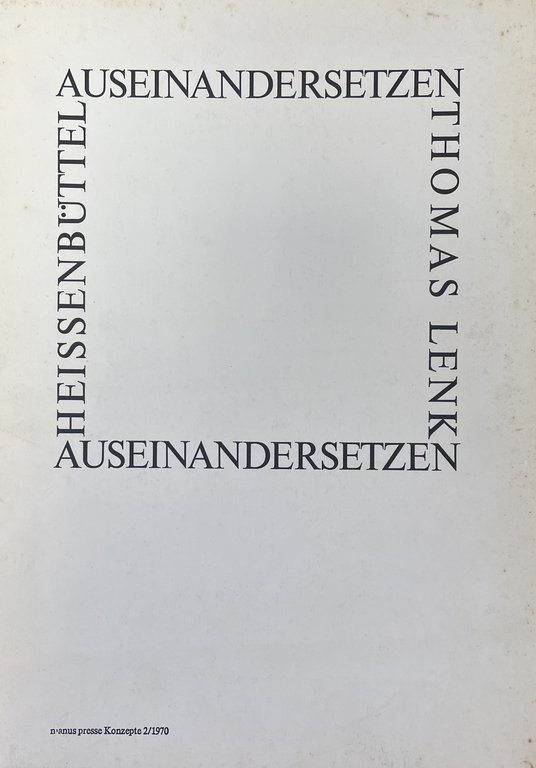 AUSEINANDERSETZEN
HEISSENBÜTTEL
THOMAS LENK
AUSEINANDERSETZEN
manus presse Konzepte 2/1970